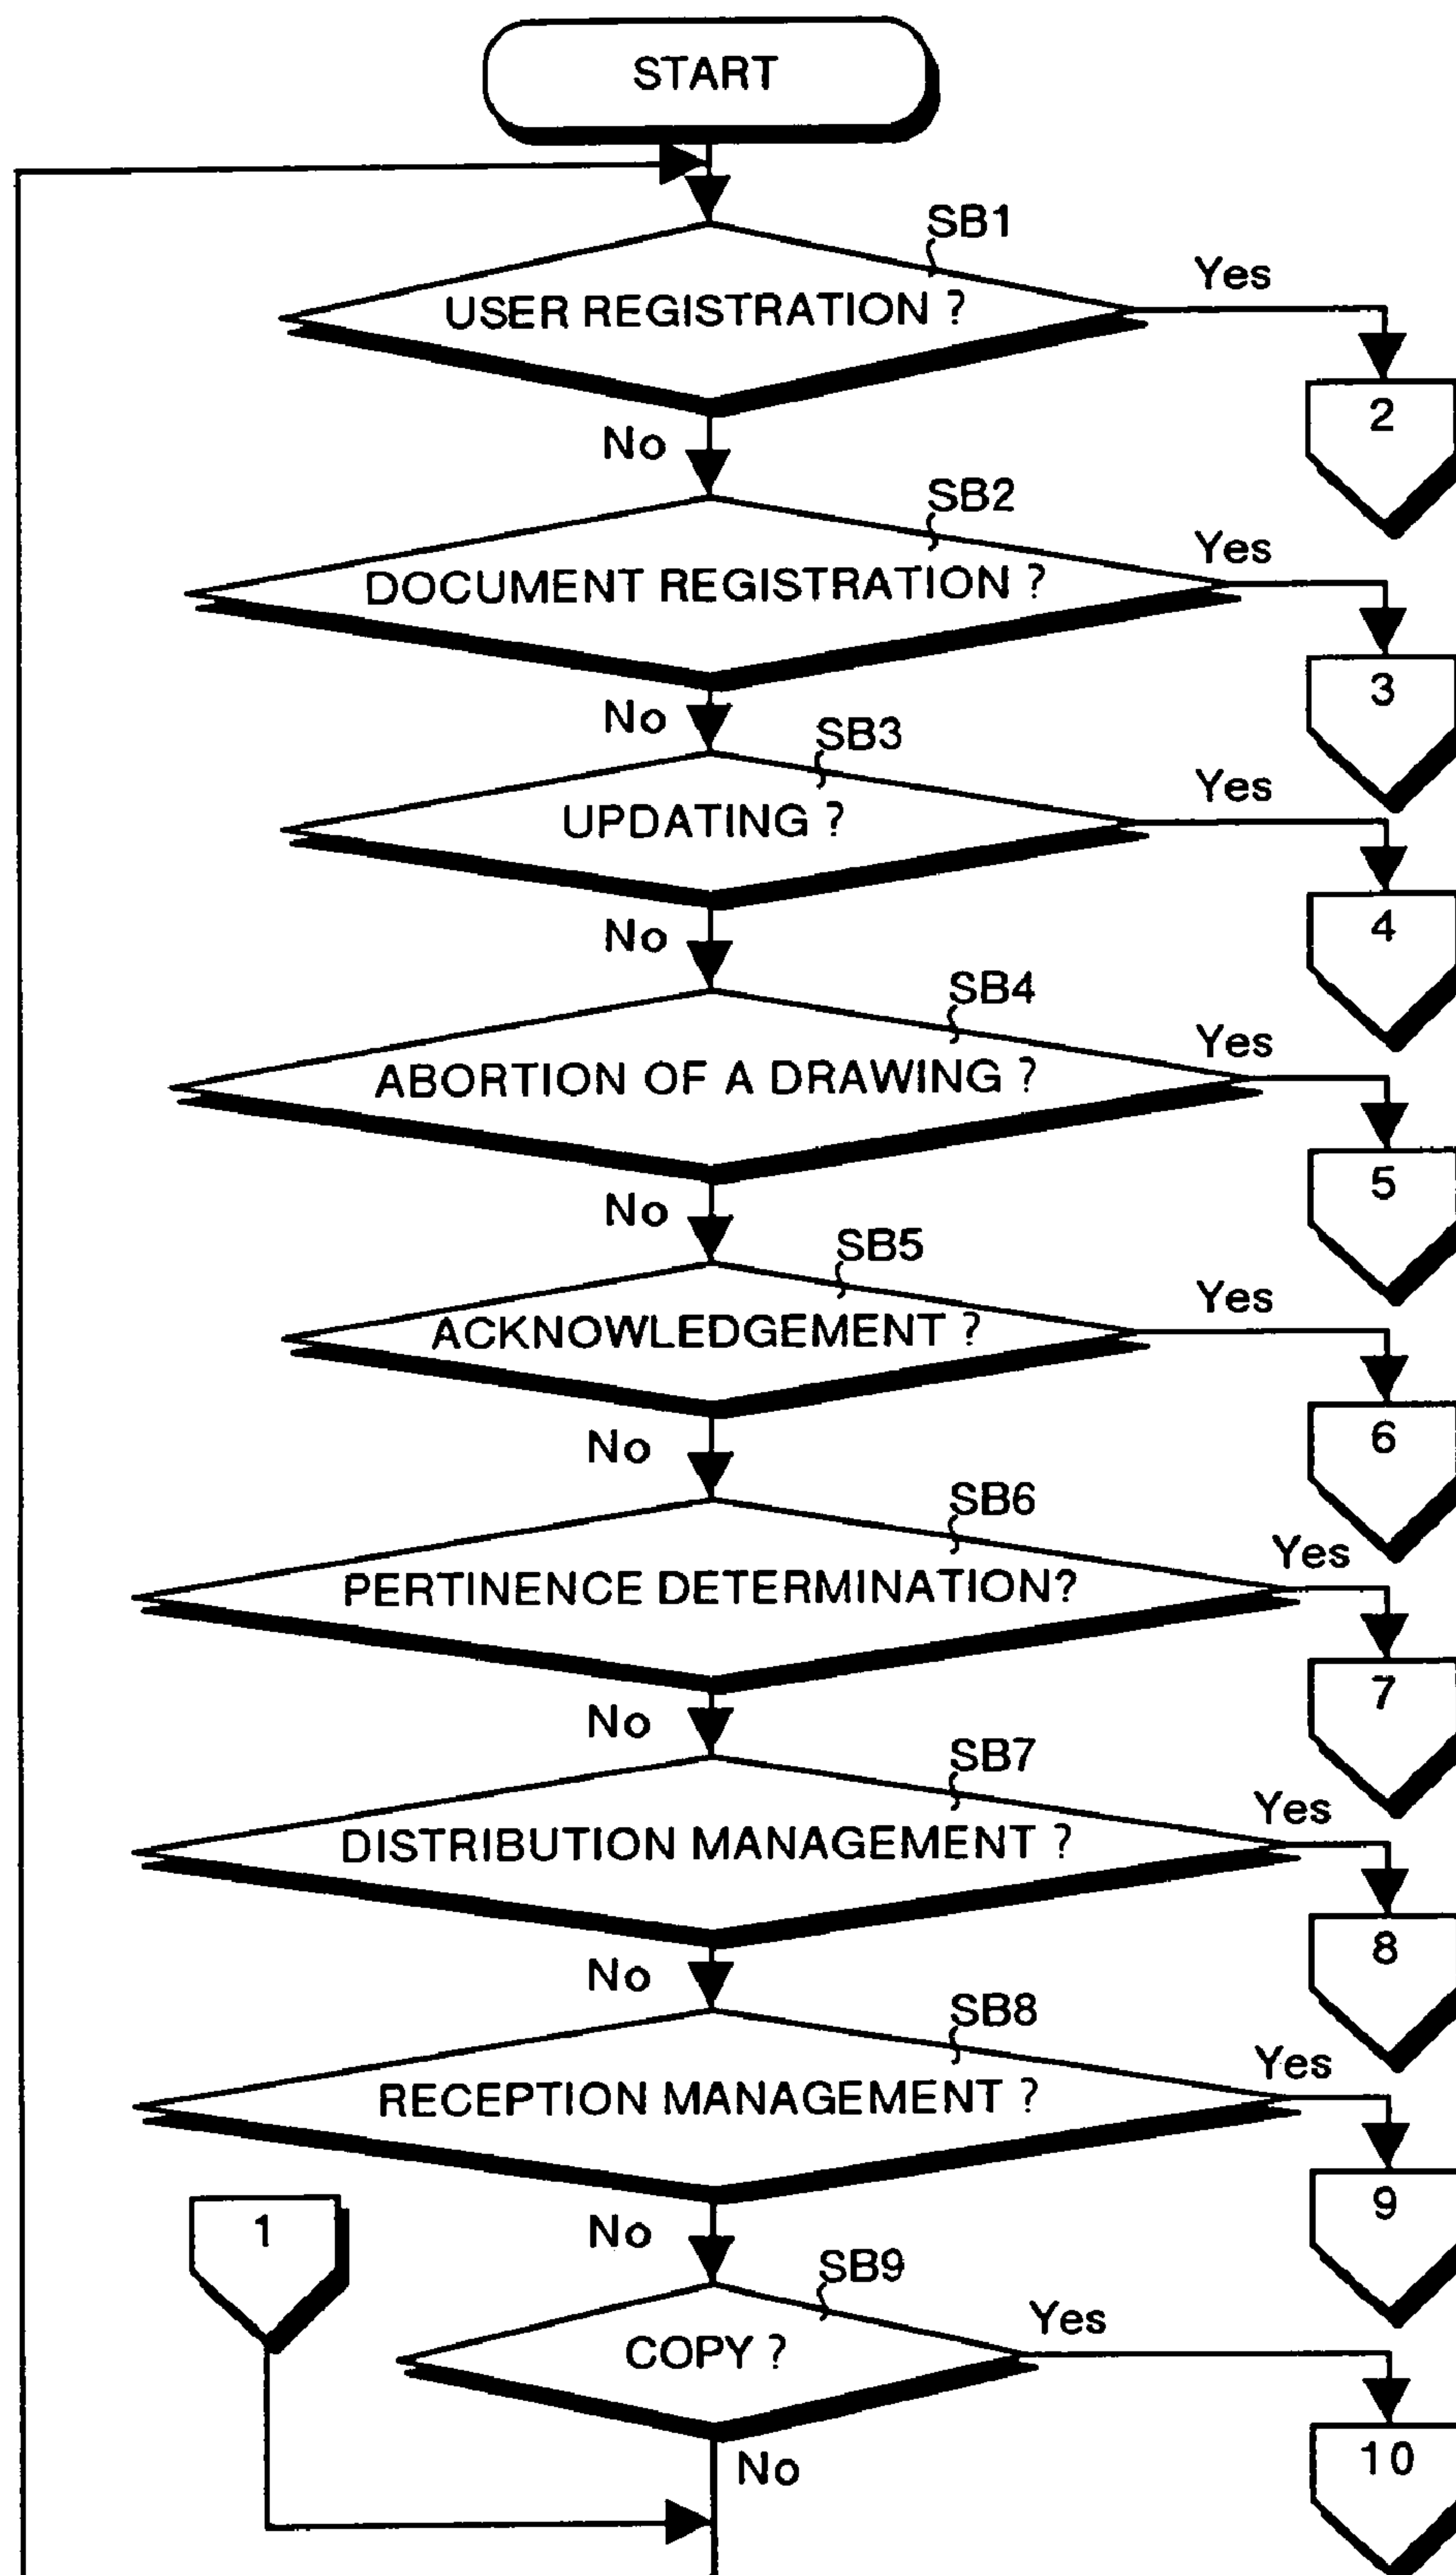 START
SB1
USER REGISTRATION ?
Yes
2
No
SB2
DOCUMENT REGISTRATION ?
Yes
3
No
SB3
UPDATING ?
Yes
4
No
SB4
ABORTION OF A DRAWING ?
Yes
5
No
SB5
ACKNOWLEDGEMENT ?
Yes
6
No
SB6
PERTINENCE DETERMINATION?
Yes
7
No
SB7
DISTRIBUTION MANAGEMENT ?
Yes
8
No
SB8
RECEPTION MANAGEMENT ?
Yes
9
No
1
SB9
COPY ?
Yes
10
No